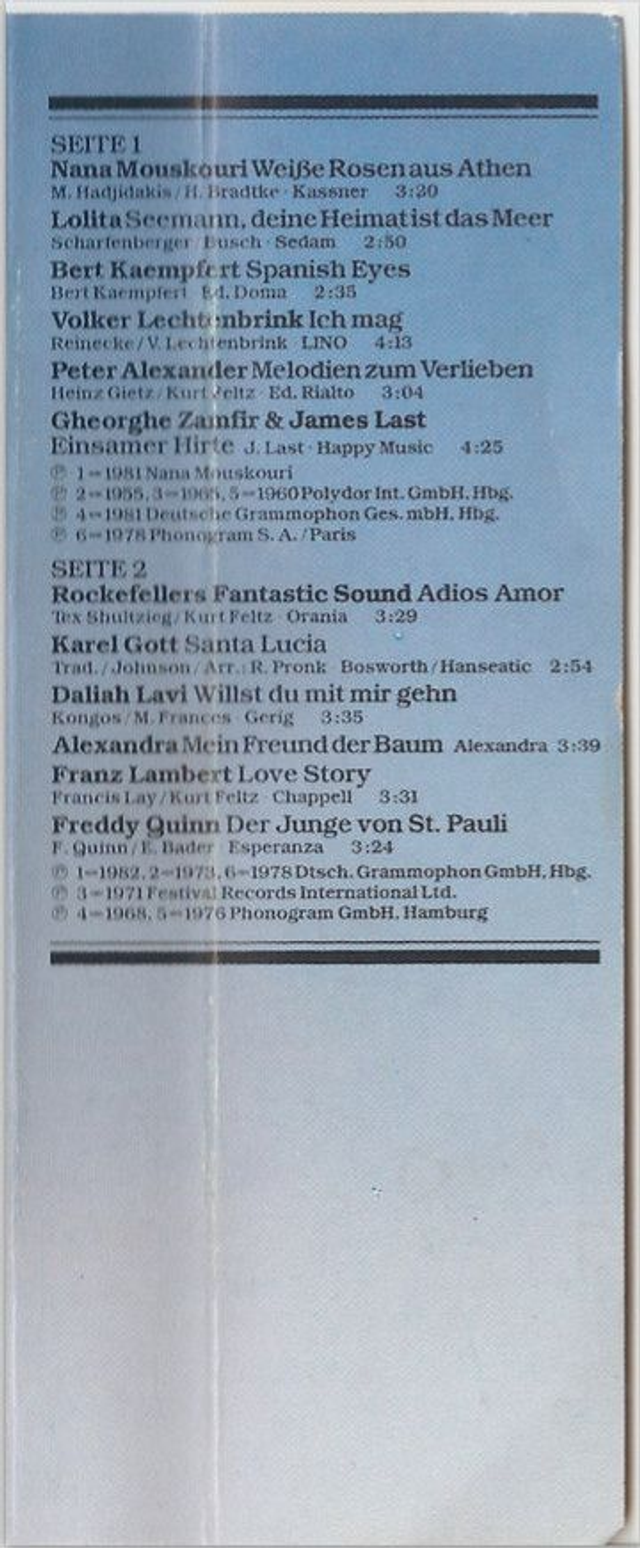 SEITE 1
Nana Mouskouri Weiße Rosen aus Athen
M. Hadjidakis / H. Bradtke · Kassner 3:20
Lolita Seemann, deine Heimat ist das Meer
Scharfenberger / Busch · Sedam 2:50
Bert Kaempfert Spanish Eyes
Bert Kaempfert Ed. Doma 2:35
Volker Lechtenbrink Ich mag
Reinecke / V. Lechtenbrink LINO 4:13
Peter Alexander Melodien zum Verlieben
Heinz Gietz / Kurt Feltz · Ed. Rialto 3:04
Gheorghe Zamfir & James Last
Einsamer Hirte J. Last · Happy Music 4:25
℗ 1=1981 Nana Mouskouri
℗ 2=1955, 3=1965, 5=1960 Polydor Int. GmbH, Hbg.
℗ 4=1981 Deutsche Grammophon Ges. mbH, Hbg.
℗ 6=1978 Phonogram S. A. / Paris
SEITE 2
Rockefellers Fantastic Sound Adios Amor
Tex Shultzieg / Kurt Feltz · Orania 3:29
Karel Gott Santa Lucia
Trad. / Johnson / Arr.: R. Pronk Bosworth / Hanseatic 2:54
Daliah Lavi Willst du mit mir gehn
Kongos / M. Frances Gerig 3:35
Alexandra Mein Freund der Baum Alexandra 3:39
Franz Lambert Love Story
Francis Lay / Kurt Feltz · Chappell 3:31
Freddy Quinn Der Junge von St. Pauli
F. Quinn / E. Bader Esperanza 3:24
℗ 1=1982, 2=1973, 6=1978 Dtsch. Grammophon GmbH, Hbg.
℗ 3=1971 Festival Records International Ltd.
℗ 4=1968, 5=1976 Phonogram GmbH, Hamburg